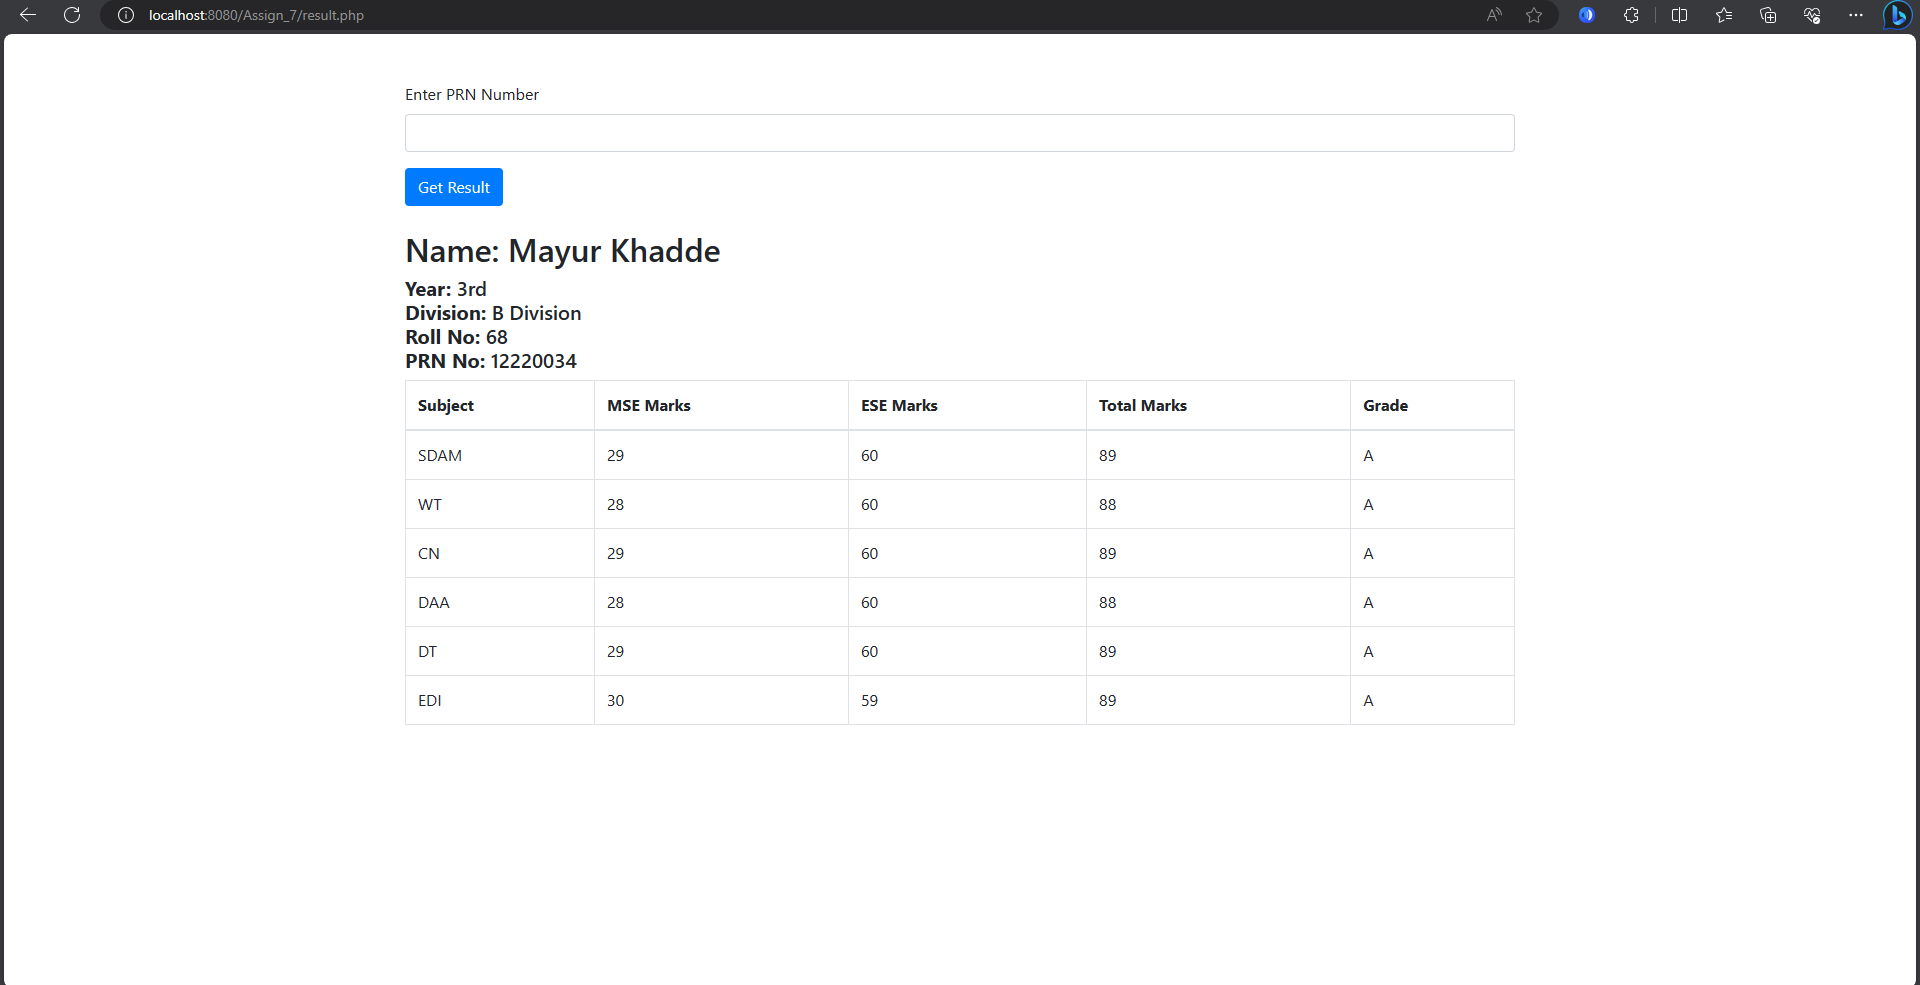 localhost:8080/Assign_7/result.php
Enter PRN Number
Get Result
Name: Mayur Khadde
Year: 3rd
Division: B Division
Roll No: 68
PRN No: 12220034
Subject MSE Marks ESE Marks Total Marks Grade
SDAM 29 60 89 A
WT 28 60 88 A
CN 29 60 89 A
DAA 28 60 88 A
DT 29 60 89 A
EDI 30 59 89 A